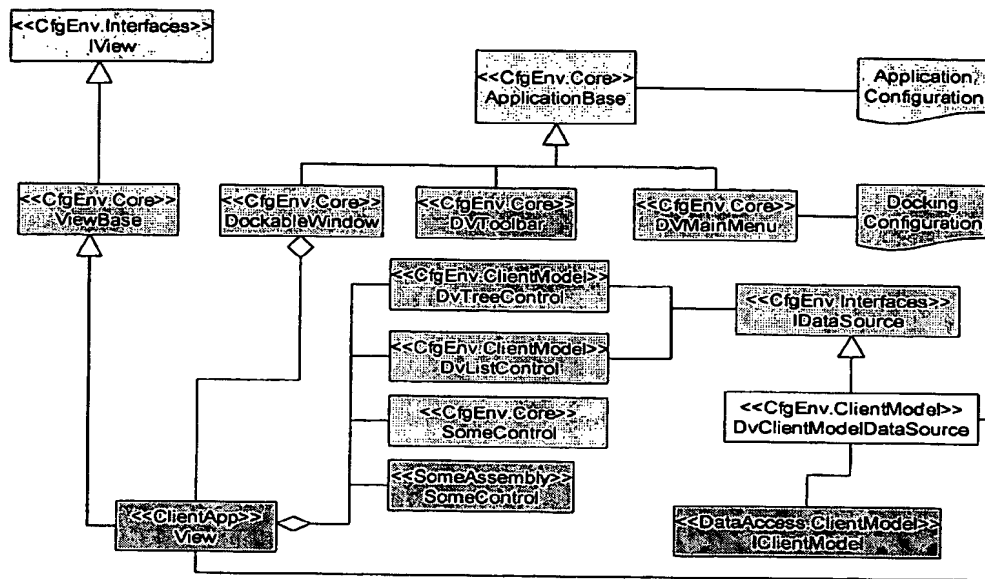 <<CfgEnv.Interfaces>>
IView
<<CfgEnv.Core>>
ApplicationBase
Application
Configuration
<<CfgEnv.Core>>
ViewBase
<<CfgEnv.Core>>
DockableWindow
<<CfgEnv.Core>>
DVToolbar
<<CfgEnv.Core>>
DVMainMenu
Docking
Configuration
<<CfgEnv.ClientModel>>
DvTreeControl
<<CfgEnv.Interfaces>>
IDataSource
<<CfgEnv.ClientModel>>
DvListControl
<<CfgEnv.Core>>
SomeControl
<<CfgEnv.ClientModel>>
DvClientModelDataSource
<<SomeAssembly>>
SomeControl
<<ClientApp>>
View
<<DataAccess.ClientModel>>
IClientModel